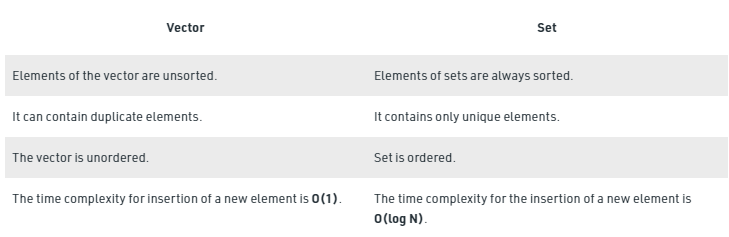 Vector Set
Elements of the vector are unsorted. Elements of sets are always sorted.
It can contain duplicate elements. It contains only unique elements.
The vector is unordered. Set is ordered.
The time complexity for insertion of a new element is O(1). The time complexity for the insertion of a new element is
O(log N).